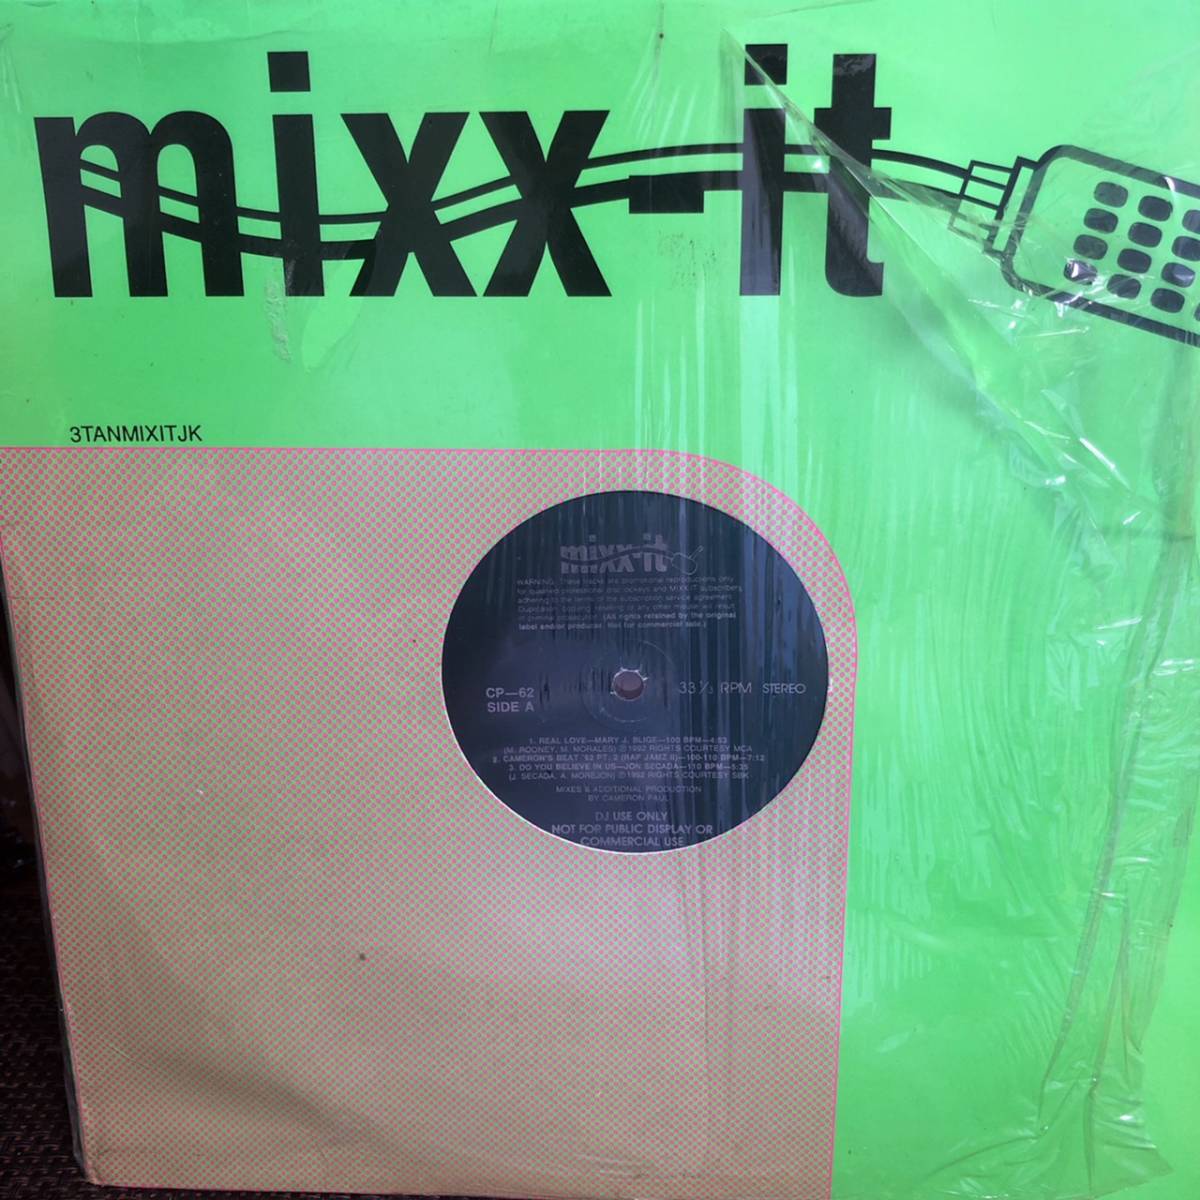 mixx-it
3TANMIXITJK
mixx-it
WARNING: These tracks are promotional reproductions only
for qualified professional disc jockeys and MIXX-IT subscribers
adhering to the terms of the subscription service agreement.
Duplication, copying, reselling or any other misuse will result
in criminal prosecution. (All rights retained by the original
label and/or producer. Not for commercial sale.)
CP—62
SIDE A
33 1/3 RPM STEREO
1. REAL LOVE—MARY J. BLIGE—100 BPM—4:53
(M. ROONEY, M. MORALES) ℗ 1992 RIGHTS COURTESY MCA
2. CAMERON'S BEAT '92 PT. 2 (RAP JAMZ II)—100-110 BPM—7:12
3. DO YOU BELIEVE IN US—JON SECADA—110 BPM—5:35
(J. SECADA, A. MOREJON) ℗ 1992 RIGHTS COURTESY SBK
MIXES & ADDITIONAL PRODUCTION
BY CAMERON PAUL
DJ USE ONLY
NOT FOR PUBLIC DISPLAY OR
COMMERCIAL USE